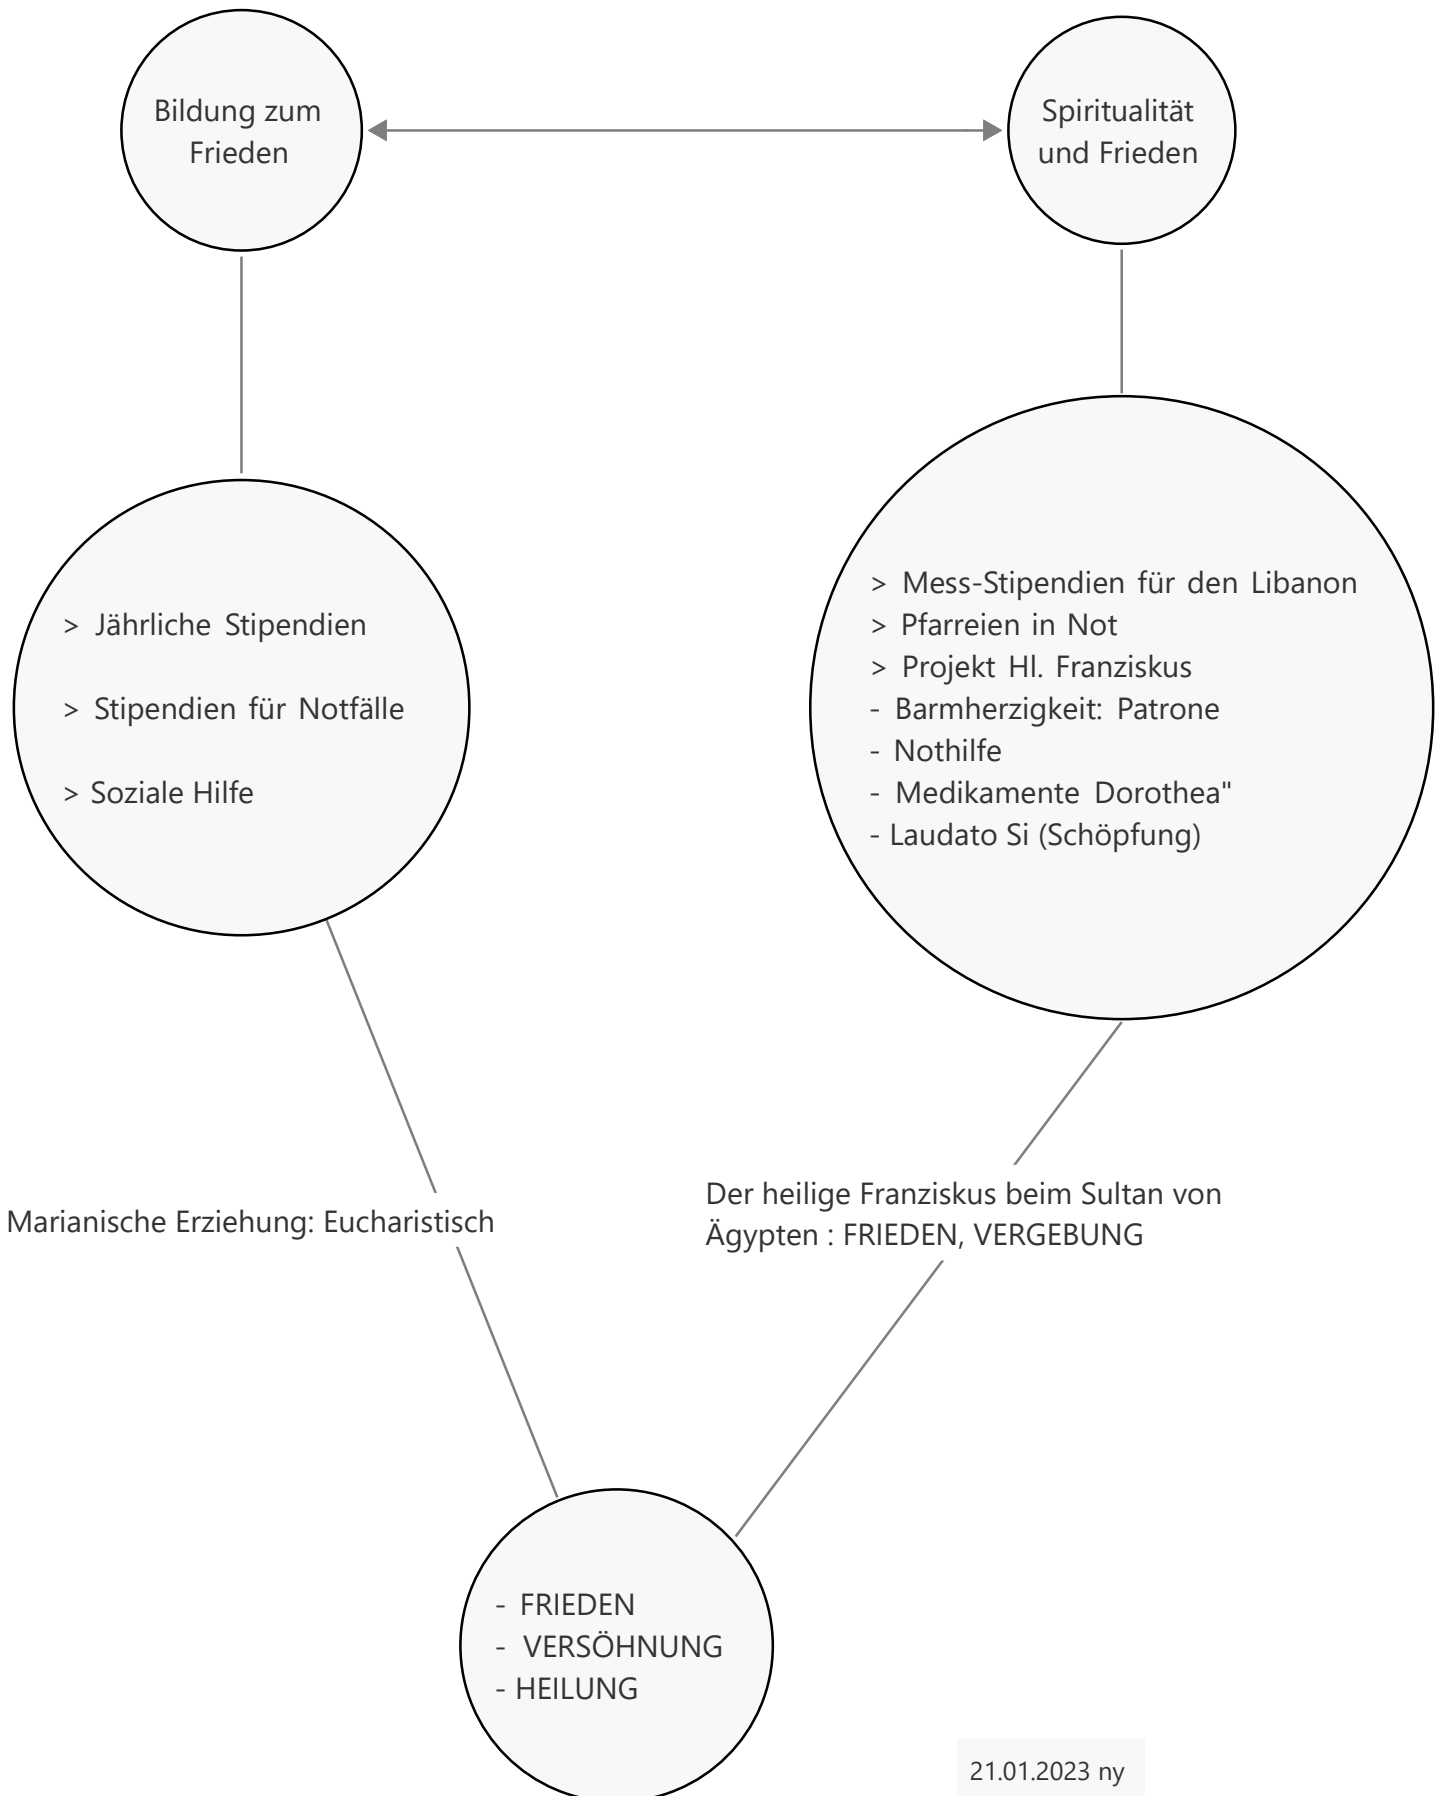 Bildung zum
Frieden
Spiritualität
und Frieden
> Jährliche Stipendien
> Stipendien für Notfälle
> Soziale Hilfe
> Mess-Stipendien für den Libanon
> Pfarreien in Not
> Projekt Hl. Franziskus
- Barmherzigkeit: Patrone
- Nothilfe
- Medikamente Dorothea"
- Laudato Si (Schöpfung)
Marianische Erziehung: Eucharistisch
Der heilige Franziskus beim Sultan von
Ägypten : FRIEDEN, VERGEBUNG
- FRIEDEN
- VERSÖHNUNG
- HEILUNG
21.01.2023 ny